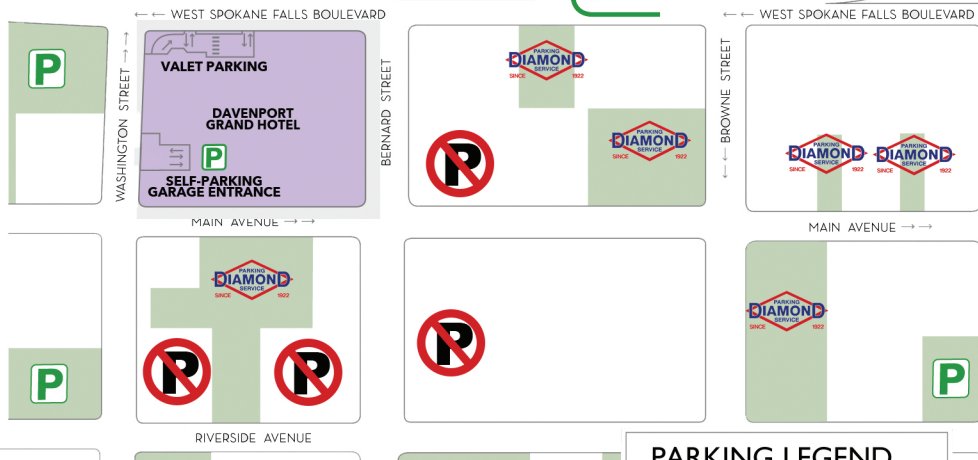 ← ← WEST SPOKANE FALLS BOULEVARD
← ← WEST SPOKANE FALLS BOULEVARD
P
WASHINGTON STREET → →
VALET PARKING
DAVENPORT
GRAND HOTEL
P
SELF-PARKING
GARAGE ENTRANCE
BERNARD STREET
PARKING
DIAMOND
SERVICE
SINCE 1922
P
PARKING
DIAMOND
SERVICE
SINCE 1922
← ← BROWNE STREET
PARKING
DIAMOND
SERVICE
SINCE 1922
PARKING
DIAMOND
SERVICE
SINCE 1922
MAIN AVENUE → →
MAIN AVENUE → →
P
PARKING
DIAMOND
SERVICE
SINCE 1922
P
P
P
PARKING
DIAMOND
SERVICE
SINCE 1922
P
RIVERSIDE AVENUE
PARKING LEGEND